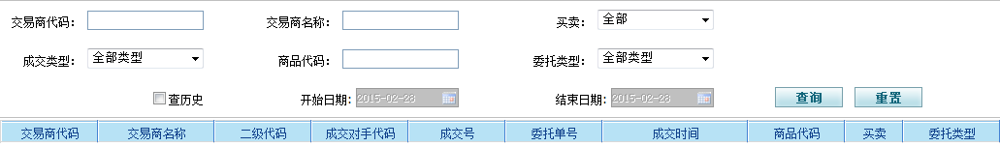 交易商代码： 交易商名称： 买卖： 全部
成交类型： 全部类型 商品代码： 委托类型： 全部类型
查历史 开始日期: 2015-02-28 结束日期: 2015-02-28 查询 重置
交易商代码 交易商名称 二级代码 成交对手代码 成交号 委托单号 成交时间 商品代码 买卖 委托类型